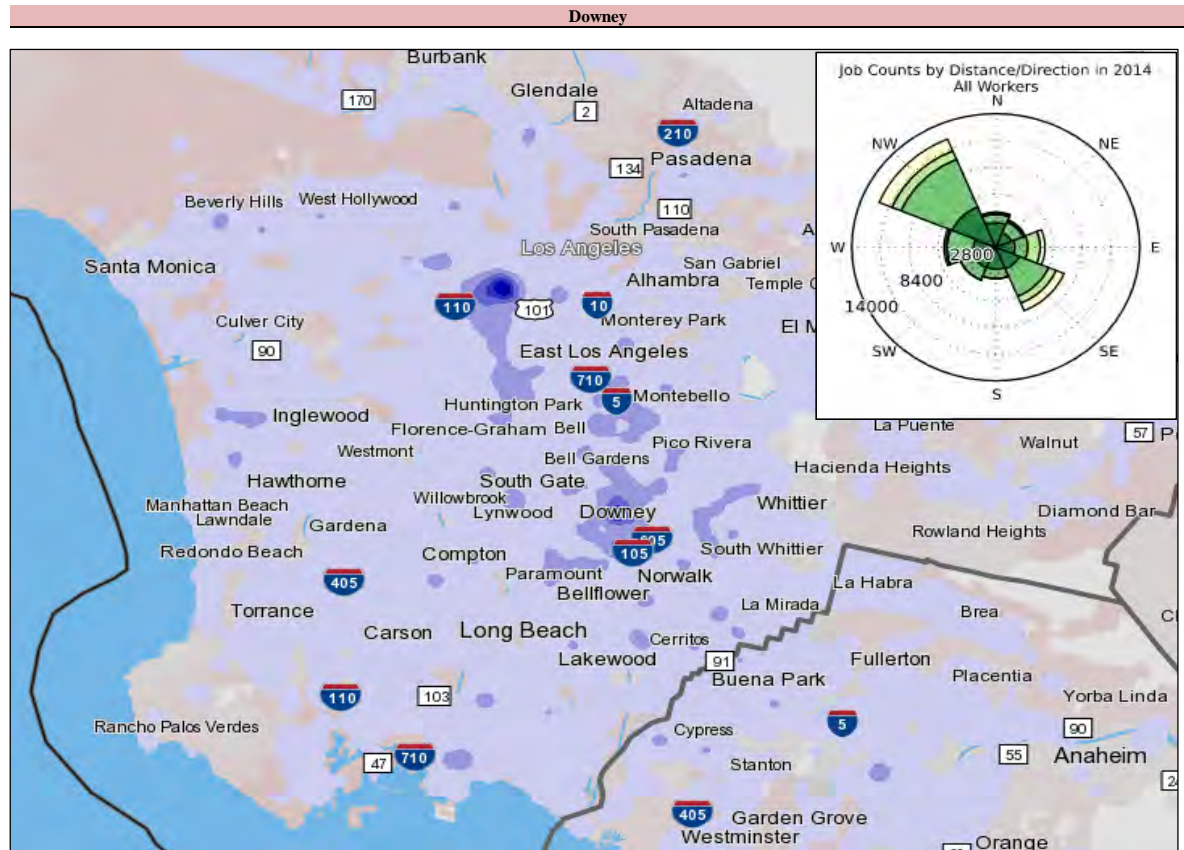 Downey
Burbank
Glendale
170
2
Altadena
210
134
Pasadena
Beverly Hills
West Hollywood
110
South Pasadena
Los Angeles
A
Santa Monica
San Gabriel
Alhambra
Temple C
110
101
10
Culver City
Monterey Park
El M
90
East Los Angeles
710
5
Montebello
Huntington Park
Inglewood
Florence-Graham
Bell
La Puente
57
P
Westmont
Pico Rivera
Walnut
Bell Gardens
Hacienda Heights
Hawthorne
South Gate
Willowbrook
Manhattan Beach
Lynwood
Downey
Whittier
Diamond Bar
Lawndale
Gardena
Rowland Heights
Redondo Beach
Compton
605
105
South Whittier
405
Paramount
Norwalk
La Habra
Bellflower
Torrance
La Mirada
Brea
Carson
Long Beach
Cerritos
Lakewood
91
Fullerton
Buena Park
Placentia
110
103
Yorba Linda
Rancho Palos Verdes
Cypress
5
90
710
47
Stanton
55
Anaheim
405
Garden Grove
Westminster
Orange
Job Counts by Distance/Direction in 2014
All Workers
N
NW
NE
W
E
2800
8400
14000
SW
SE
S